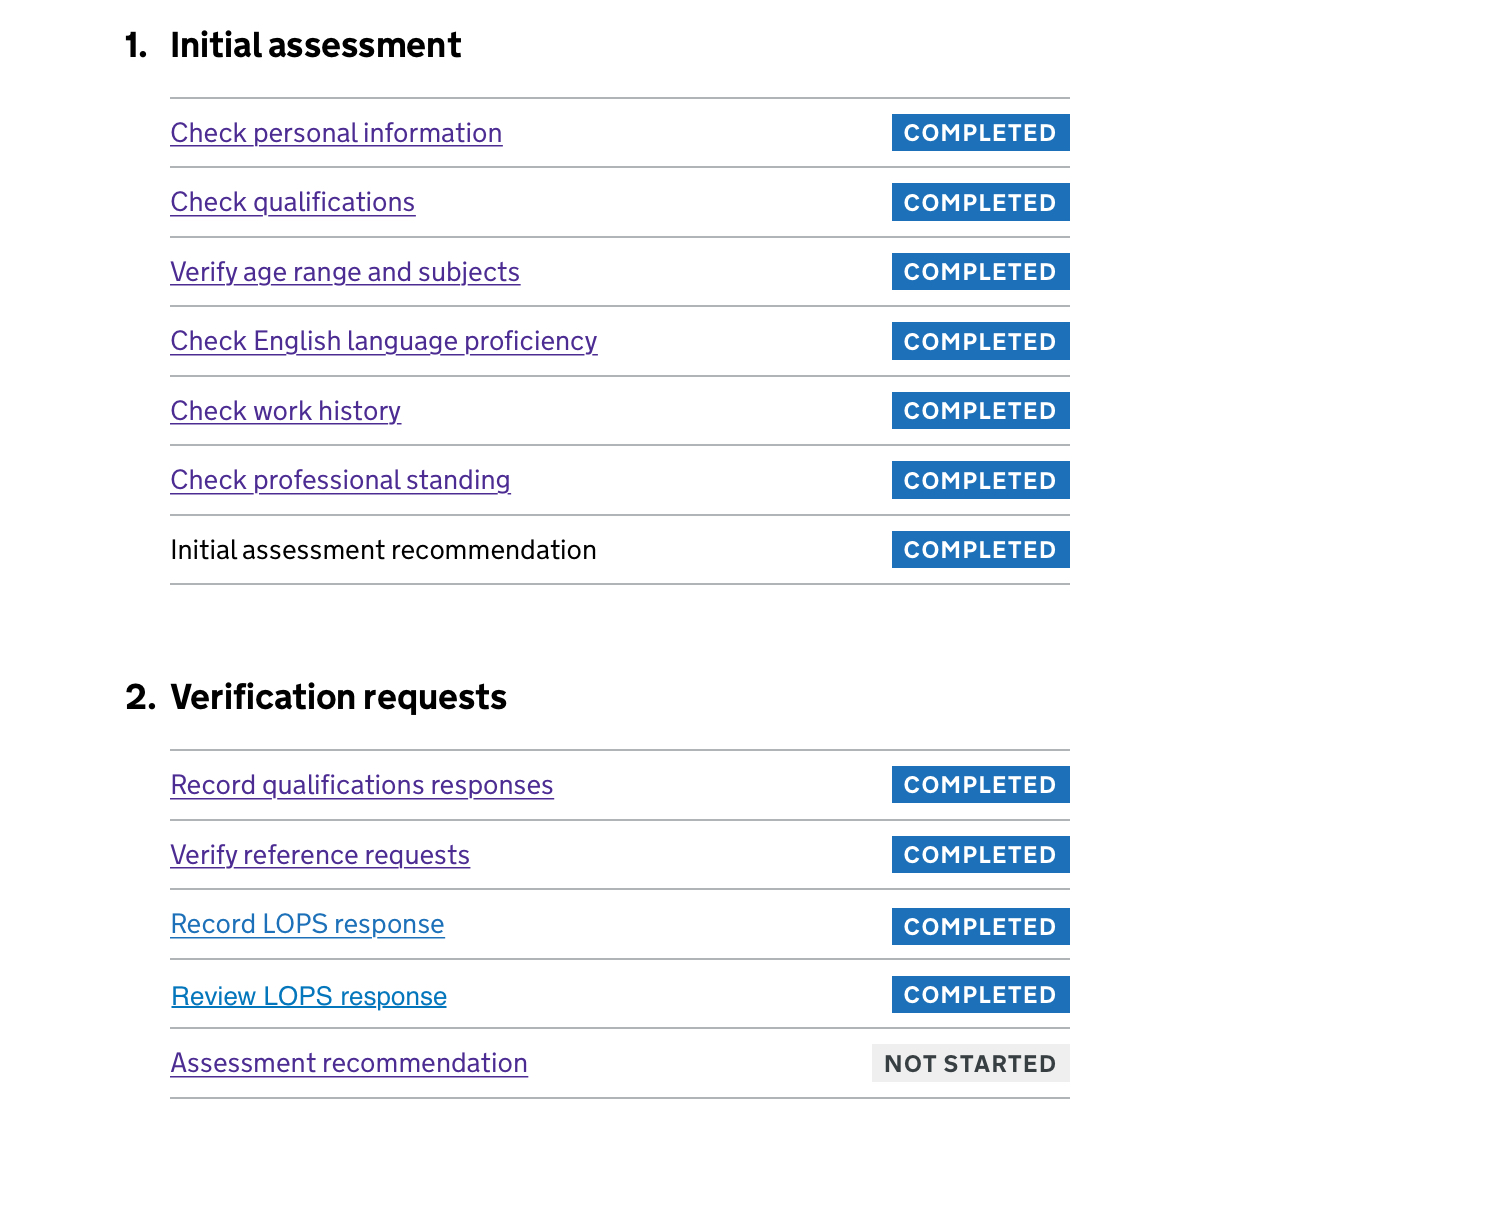 1. Initial assessment
Check personal information COMPLETED
Check qualifications COMPLETED
Verify age range and subjects COMPLETED
Check English language proficiency COMPLETED
Check work history COMPLETED
Check professional standing COMPLETED
Initial assessment recommendation COMPLETED
2. Verification requests
Record qualifications responses COMPLETED
Verify reference requests COMPLETED
Record LOPS response COMPLETED
Review LOPS response COMPLETED
Assessment recommendation NOT STARTED